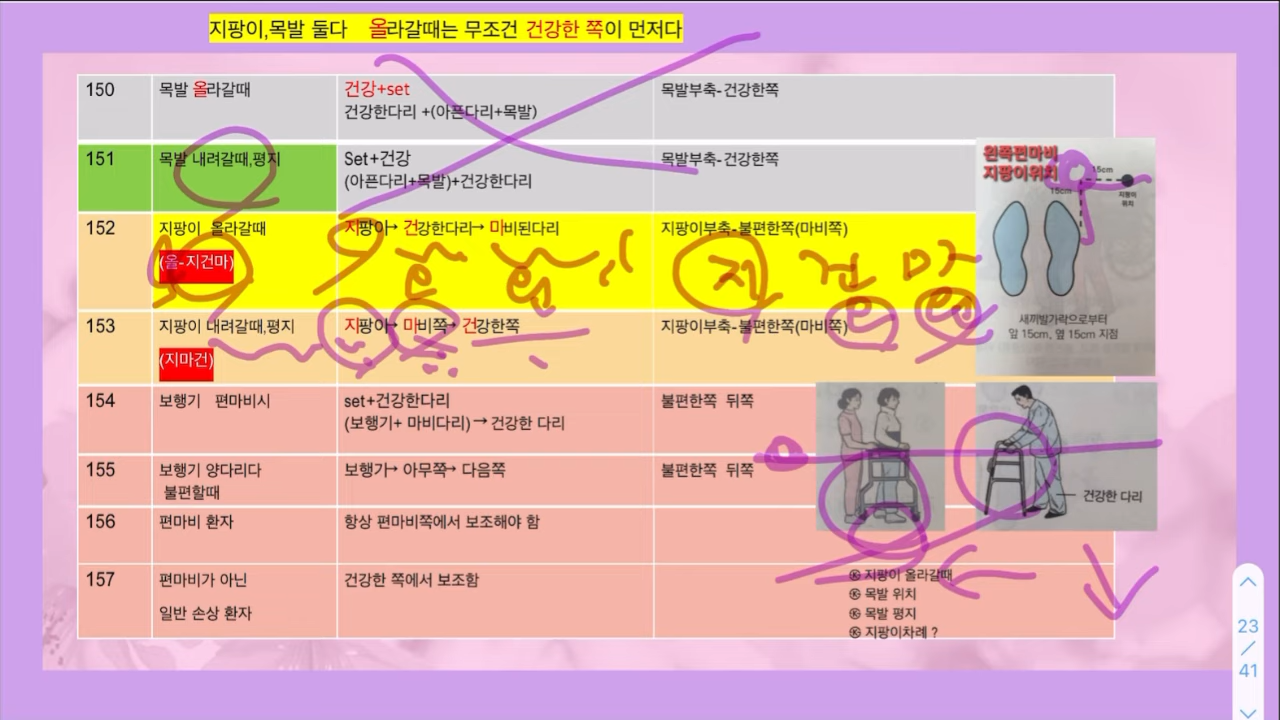 지팡이,목발 둘다 올라갈때는 무조건 건강한 쪽이 먼저다
150 목발 올라갈때 건강+set 목발부축-건강한쪽
건강한다리 +(아픈다리+목발)
151 목발 내려갈때,평지 Set+건강 목발부축-건강한쪽
(아픈다리+목발)+건강한다리
왼쪽편마비
지팡이위치
15cm
15cm
지팡이
위치
새끼발가락으로부터
앞 15cm, 옆 15cm 지점
152 지팡이 올라갈때 지팡이→ 건강한다리→ 마비된다리 지팡이부축-불편한쪽(마비쪽)
(올-지건마)
지 건 마
153 지팡이 내려갈때,평지 지팡이→ 마비쪽→ 건강한쪽 지팡이부축-불편한쪽(마비쪽)
(지마건)
154 보행기 편마비시 set+건강한다리 불편한쪽 뒤쪽
(보행기+ 마비다리)→건강한 다리
155 보행기 양다리다 보행가→ 아무쪽→ 다음쪽 불편한쪽 뒤쪽
불편할때
건강한 다리
156 편마비 환자 항상 편마비쪽에서 보조해야 함
157 편마비가 아닌 건강한 쪽에서 보조함
일반 손상 환자
㉿ 지팡이 올라갈때
㉿ 목발 위치
㉿ 목발 평지
㉿ 지팡이차례 ?
23
/
41